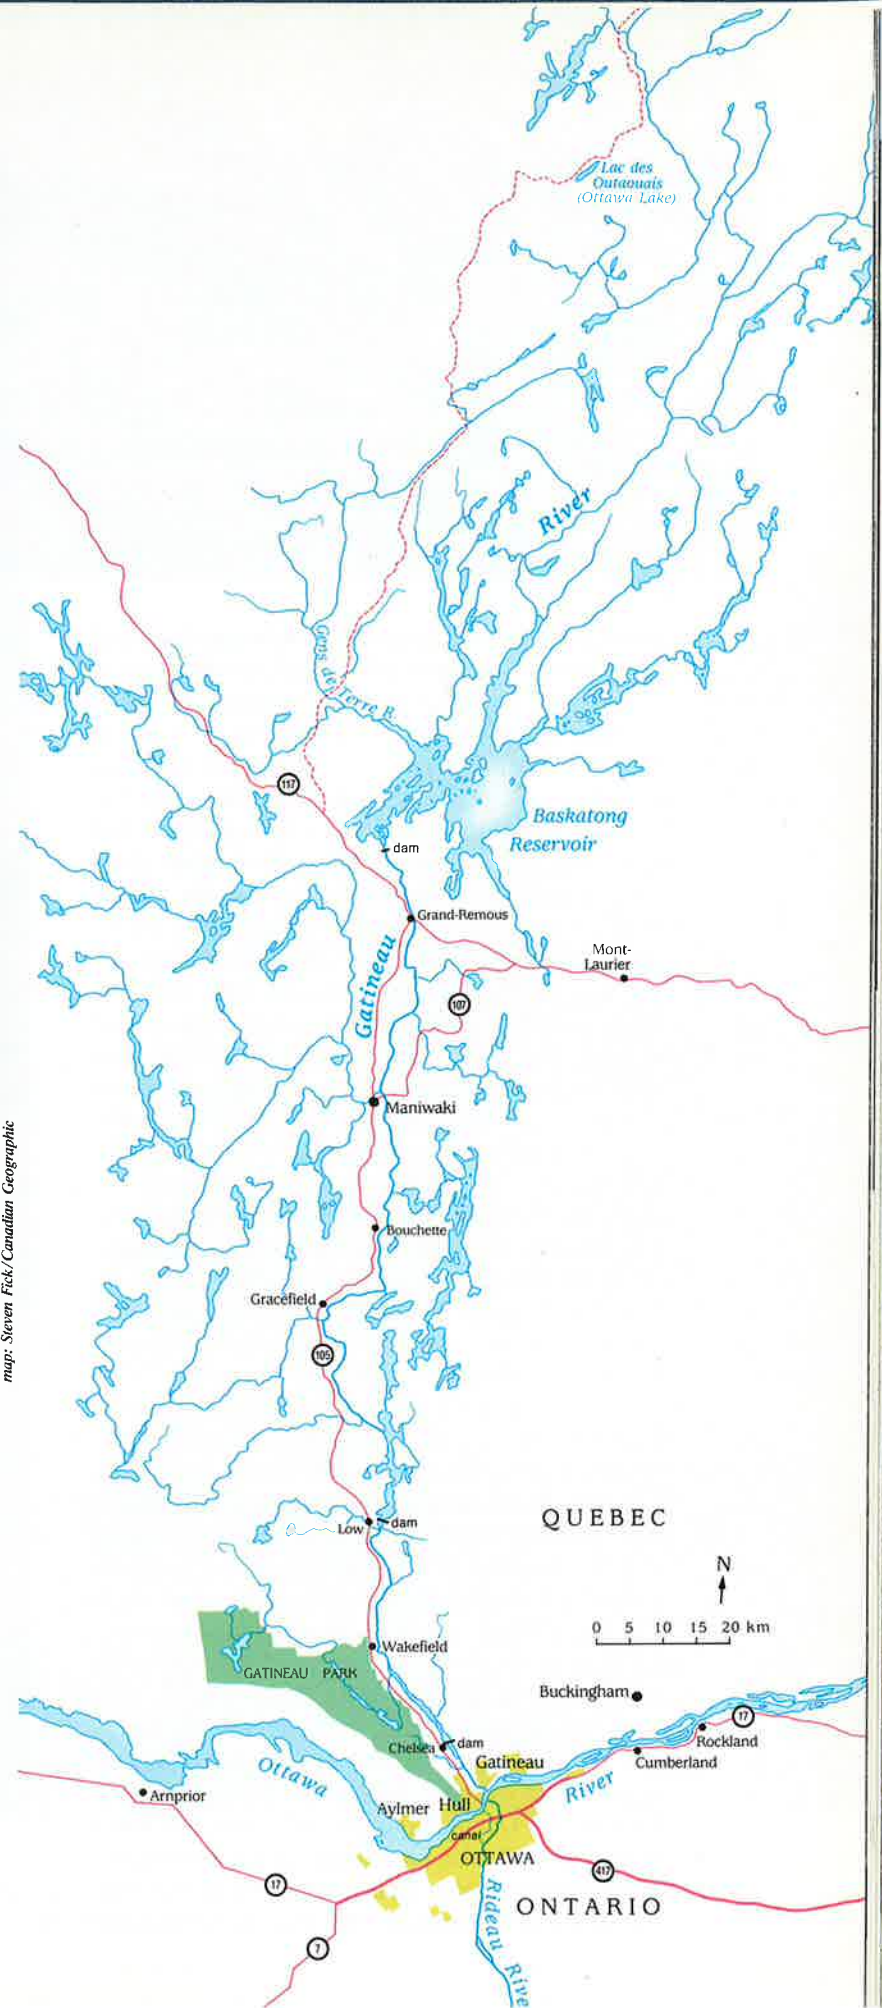 Lac des
Outaouais
(Ottawa Lake)
River
Gens de Terre R.
117
Baskatong
Reservoir
dam
Grand-Remous
Mont-
Laurier
Gatineau
107
Maniwaki
map: Steven Fick/Canadian Geographic
Bouchette
Gracefield
105
QUEBEC
dam
Low
N
0 5 10 15 20 km
Wakefield
GATINEAU PARK
Buckingham
17
Rockland
dam
Chelsea
Gatineau
Cumberland
Ottawa
River
Arnprior
Aylmer
Hull
canal
OTTAWA
417
17
ONTARIO
Rideau Rive
7